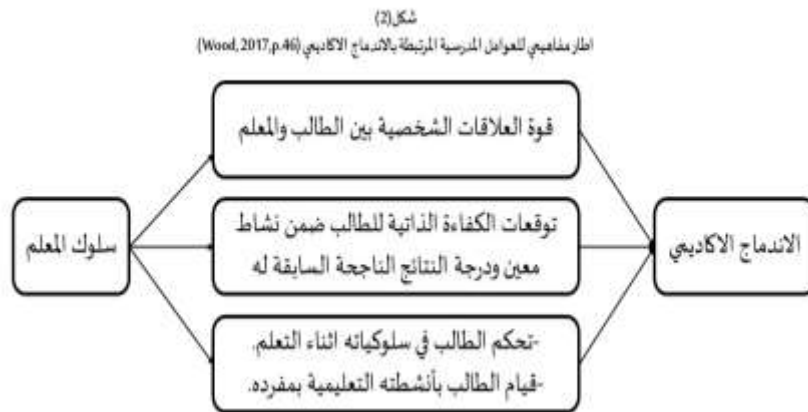 شكل(2)
اطار مفاهيمي للعوامل المدرسية المرتبطة بالاندماج الاكاديمي (Wood, 2017,p.46)
قوة العلاقات الشخصية بين الطالب والمعلم
توقعات الكفاءة الذاتية للطالب ضمن نشاط
معين ودرجة النتائج الناجحة السابقة له
-تحكم الطالب في سلوكياته اثناء التعلم.
-قيام الطالب بأنشطته التعليمية بمفرده.
سلوك المعلم
الاندماج الاكاديمي